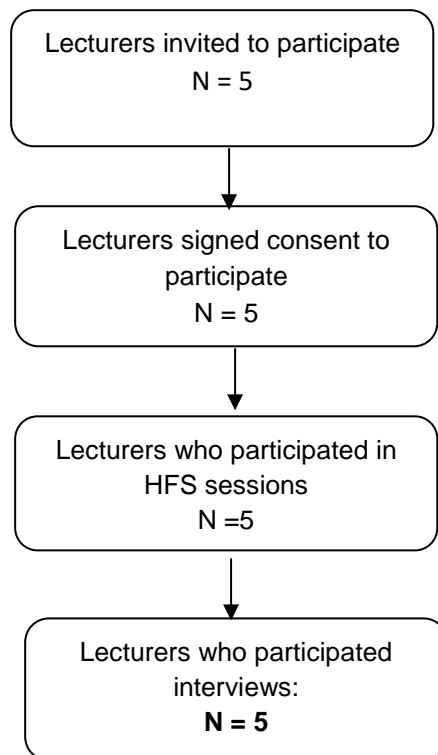 Lecturers invited to participate
N = 5
Lecturers signed consent to
participate
N = 5
Lecturers who participated in
HFS sessions
N =5
Lecturers who participated
interviews:
N = 5